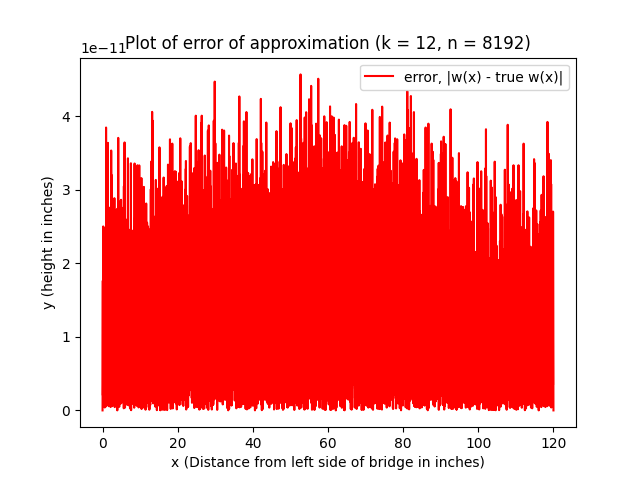 Plot of error of approximation (k = 12, n = 8192)
1e−11
error, |w(x) - true w(x)|
4
3
2
1
0
y (height in inches)
0 20 40 60 80 100 120
x (Distance from left side of bridge in inches)